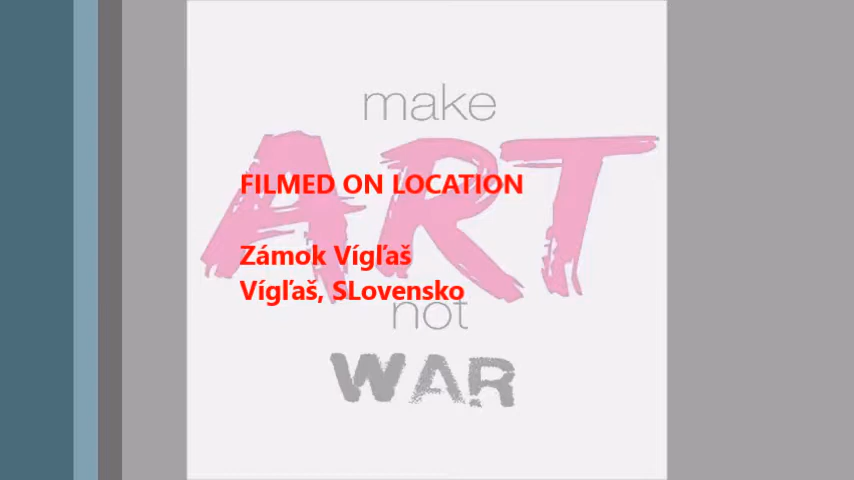 make
ART
FILMED ON LOCATION
Zámok Vígľaš
Vígľaš, SLovensko
not
WAR